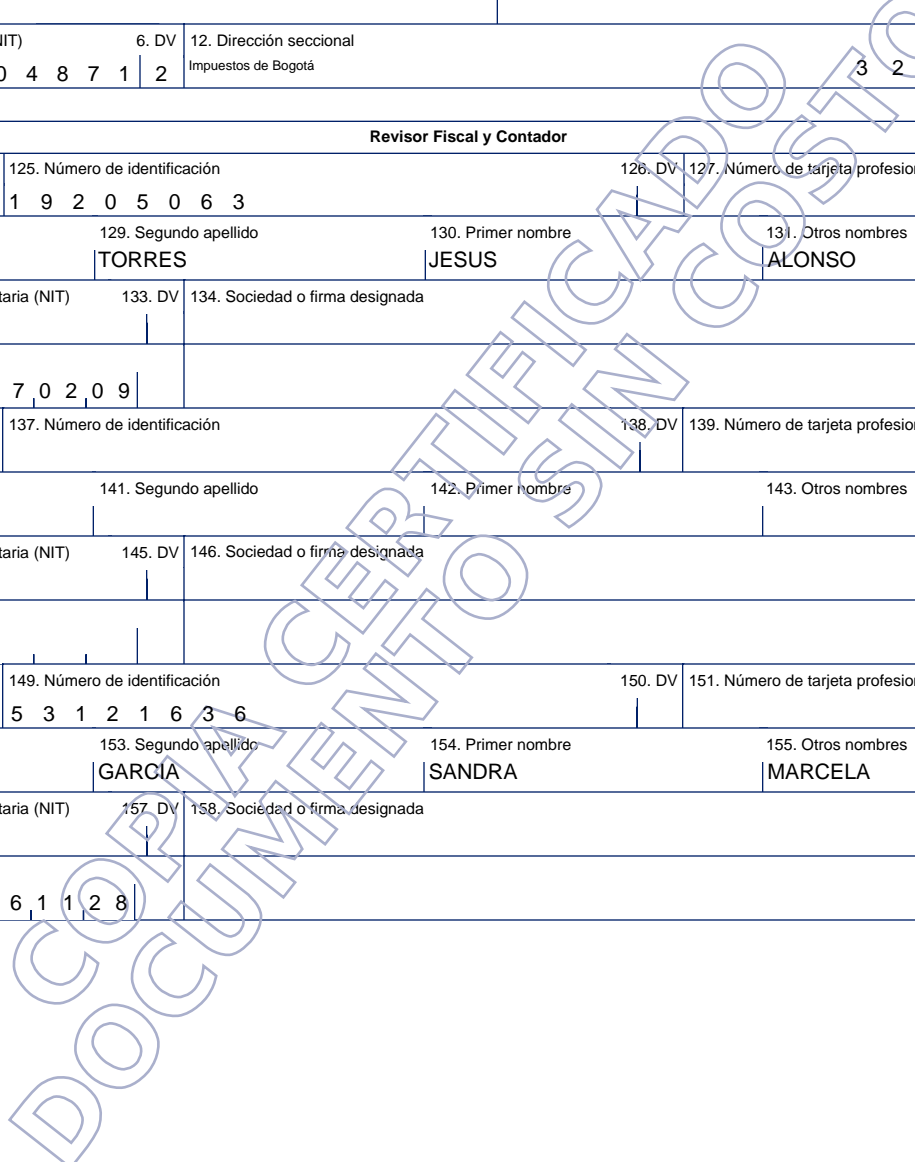 NIT) 6. DV 12. Dirección seccional
0 4 8 7 1 2 Impuestos de Bogotá 3 2
Revisor Fiscal y Contador
125. Número de identificación 126. DV 127. Número de tarjeta profesion
1 9 2 0 5 0 6 3
129. Segundo apellido 130. Primer nombre 131. Otros nombres
TORRES JESUS ALONSO
taria (NIT) 133. DV 134. Sociedad o firma designada
7 0 2 0 9
137. Número de identificación 138. DV 139. Número de tarjeta profesion
141. Segundo apellido 142. Primer nombre 143. Otros nombres
taria (NIT) 145. DV 146. Sociedad o firma designada
149. Número de identificación 150. DV 151. Número de tarjeta profesion
5 3 1 2 1 6 3 6
153. Segundo apellido 154. Primer nombre 155. Otros nombres
GARCIA SANDRA MARCELA
taria (NIT) 157. DV 158. Sociedad o firma designada
6 1 1 2 8
COPIA CERTIFICADO
DOCUMENTO SIN COSTO